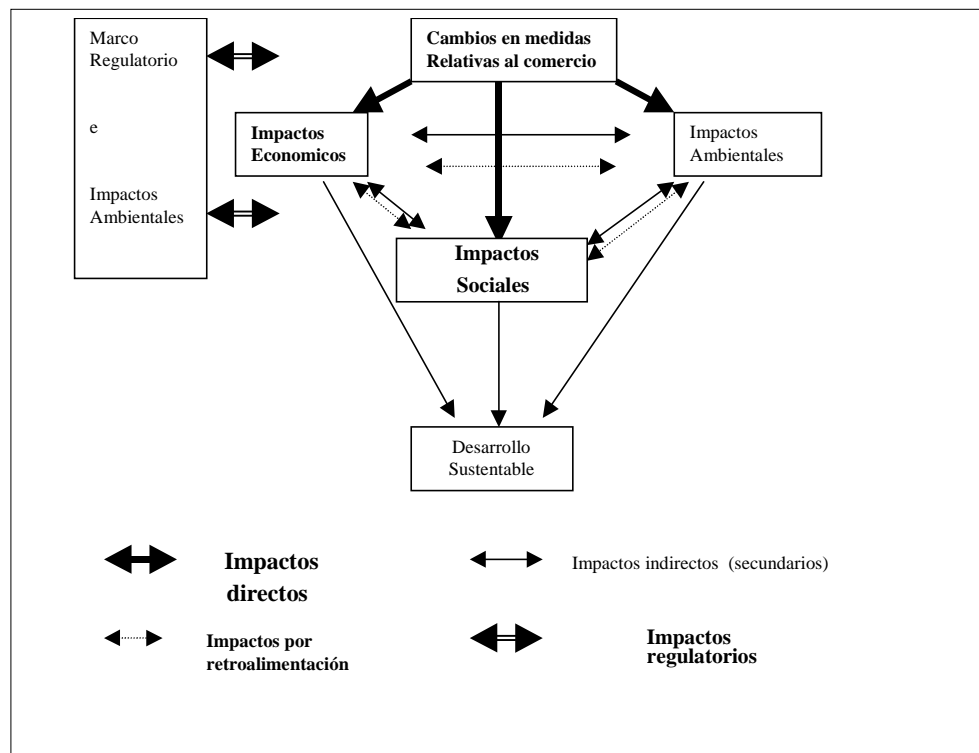 Marco
Regulatorio
e
Impactos
Ambientales
Cambios en medidas
Relativas al comercio
Impactos
Economicos
Impactos
Ambientales
Impactos
Sociales
Desarrollo
Sustentable
Impactos
directos
Impactos indirectos (secundarios)
Impactos por
retroalimentación
Impactos
regulatorios